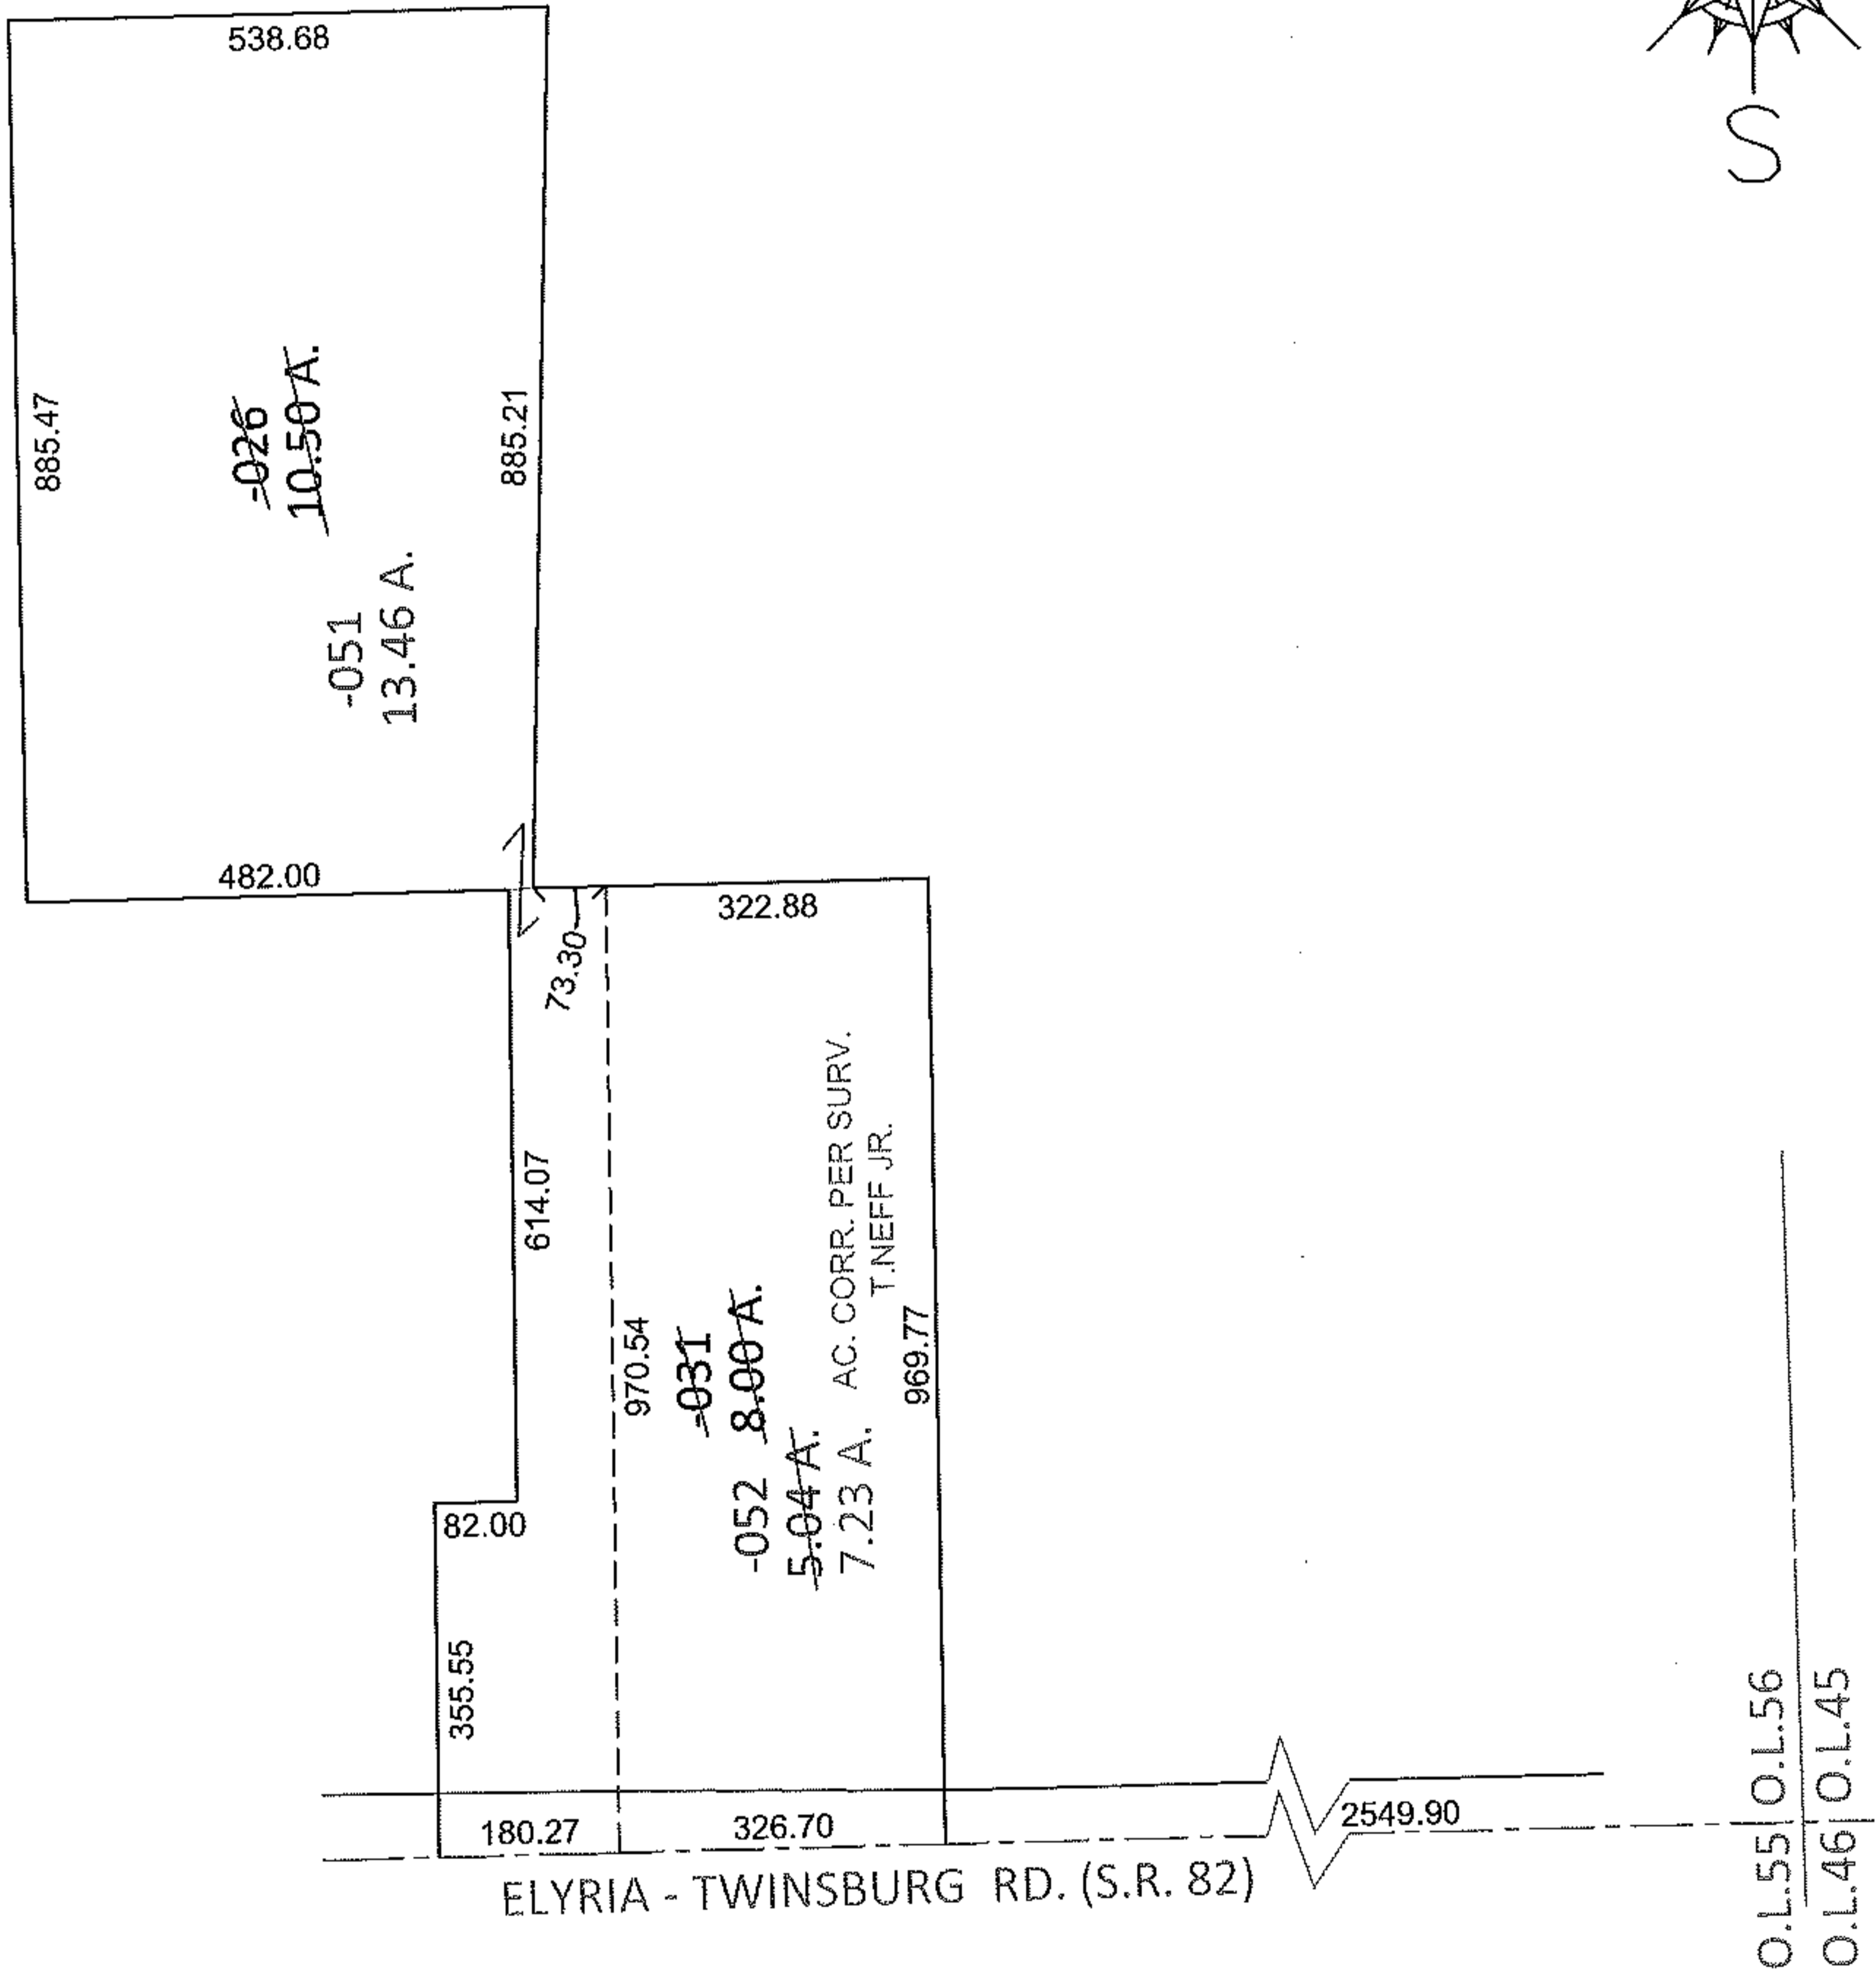 538.68
S
885.47
-026
10.50 A.
885.21
-051
13.46 A.
482.00
322.88
73.30
614.07
970.54
-031
8.00 A.
-052
5.04 A.
7.23 A. AC. CORR. PER SURV.
T.NEFF JR.
969.77
82.00
355.55
180.27
326.70
2549.90
ELYRIA - TWINSBURG RD. (S.R. 82)
O.L.55 O.L.56
O.L.46 O.L.45